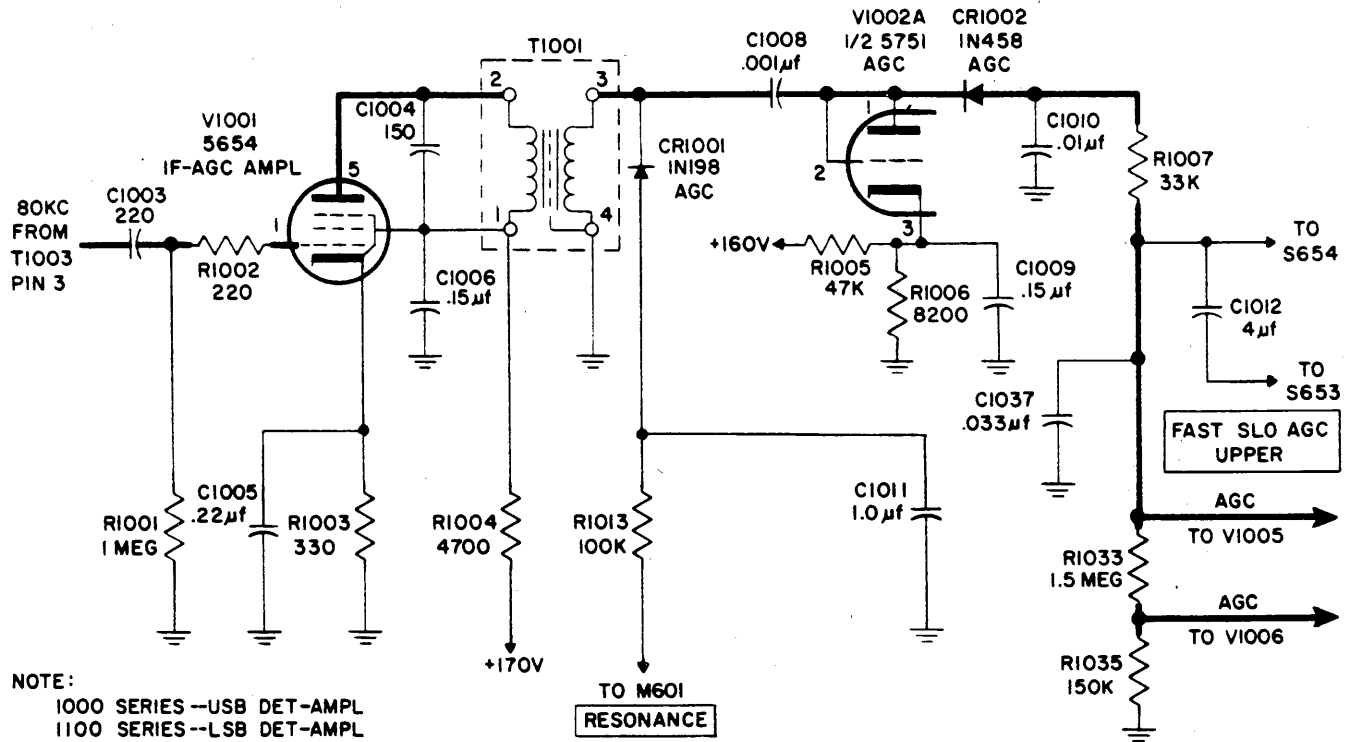 V1001
5654
IF-AGC AMPL
80KC
FROM
T1003
PIN 3
C1003
220
1
R1002
220
5
R1001
1 MEG
C1005
.22µf
R1003
330
C1004
150
C1006
.15µf
T1001
2
3
1
4
R1004
4700
+170V
CR1001
1N198
AGC
R1013
100K
TO M601
RESONANCE
C1011
1.0µf
C1008
.001µf
V1002A
1/2 5751
AGC
1
2
3
CR1002
1N458
AGC
+160V
R1005
47K
R1006
8200
C1009
.15µf
C1010
.01µf
R1007
33K
TO
S654
C1012
4µf
TO
S653
FAST SLO AGC
UPPER
C1037
.033µf
AGC
TO V1005
R1033
1.5 MEG
AGC
TO V1006
R1035
150K
NOTE:
1000 SERIES--USB DET-AMPL
1100 SERIES--LSB DET-AMPL